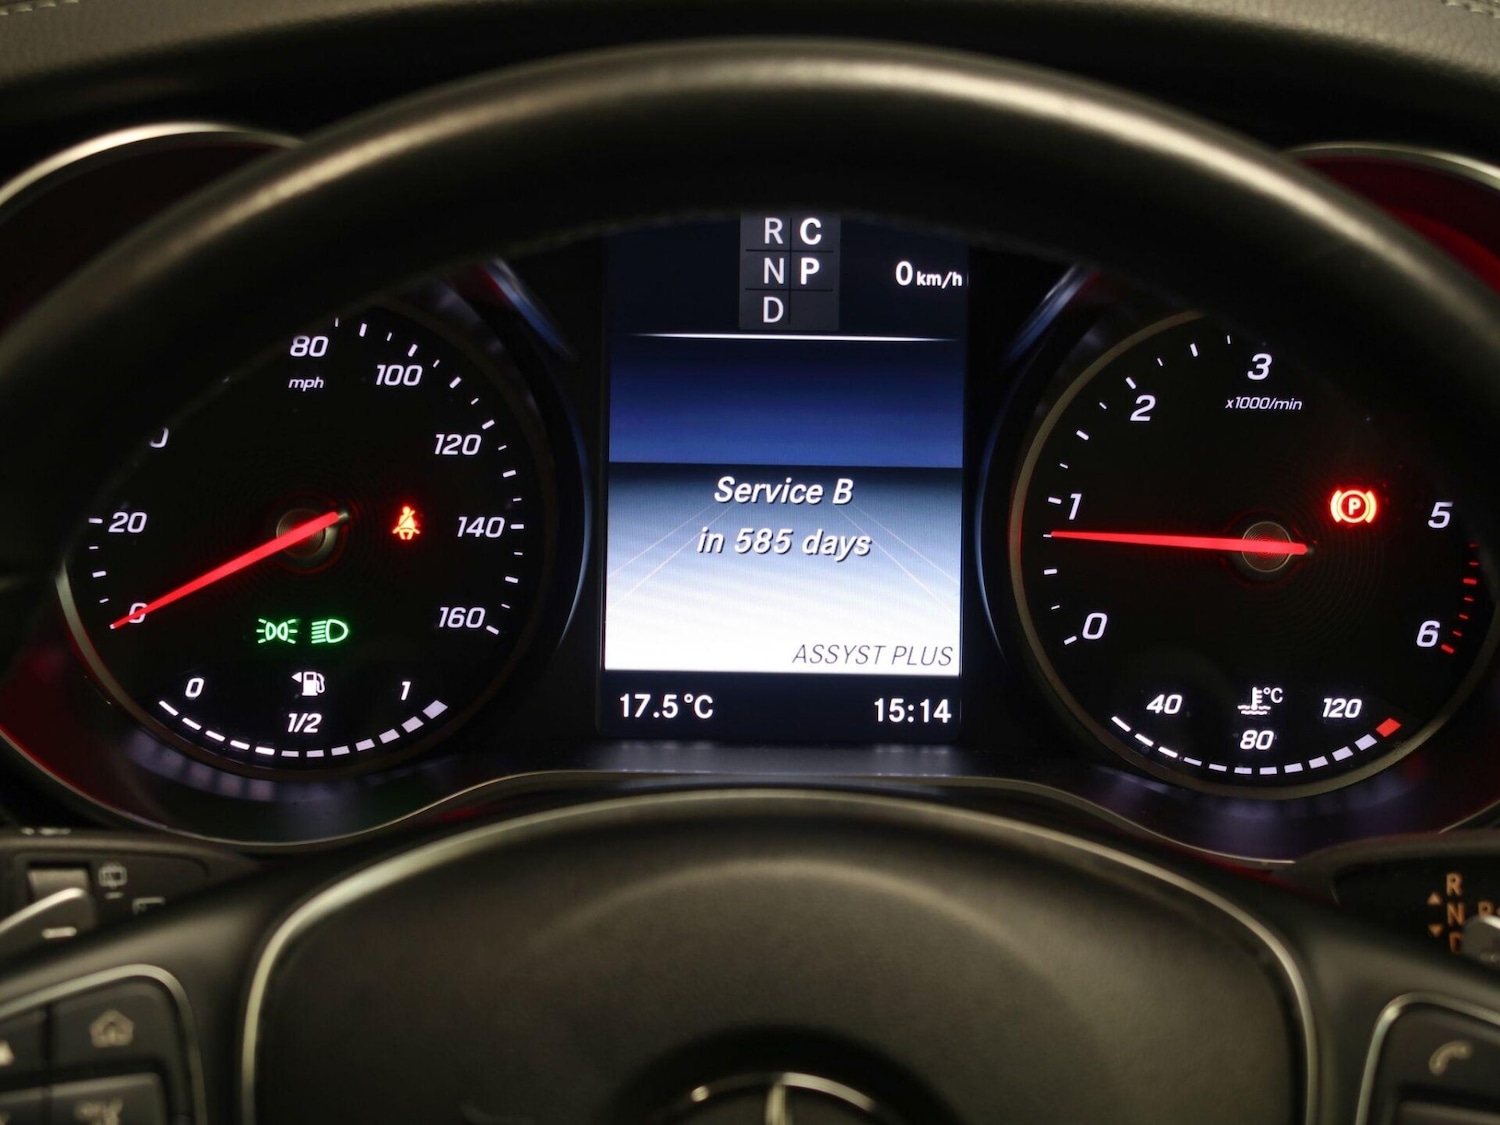 R C
N P
D
0 km/h
Service B
in 585 days
ASSYST PLUS
17.5°C
15:14
0
20
80
mph
100
120
140
160
0
1/2
1
0
1
2
3
x1000/min
P
5
6
40
°C
80
120
R
N